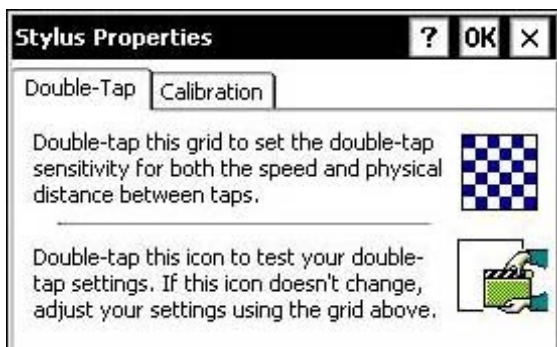 Stylus Properties ? OK ×
Double-Tap Calibration
Double-tap this grid to set the double-tap
sensitivity for both the speed and physical
distance between taps.
Double-tap this icon to test your double-
tap settings. If this icon doesn't change,
adjust your settings using the grid above.